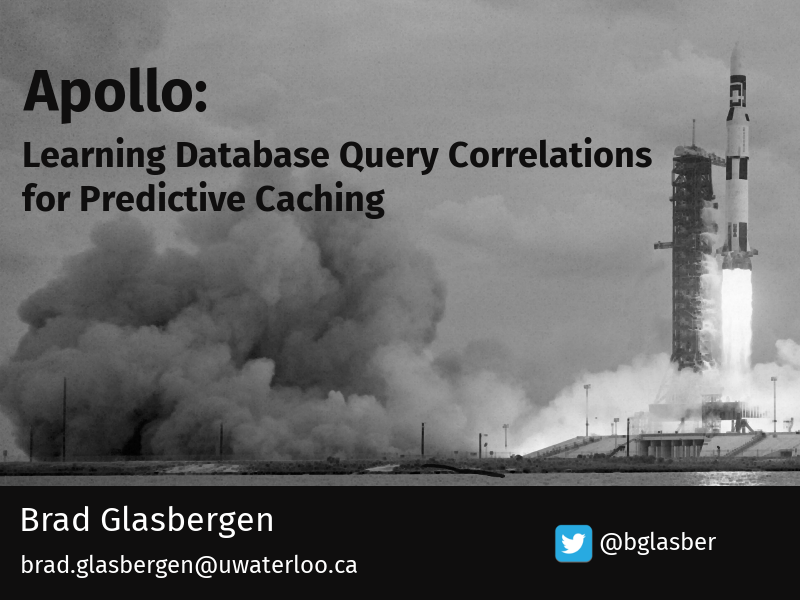 Apollo:
Learning Database Query Correlations
for Predictive Caching
Brad Glasbergen
brad.glasbergen@uwaterloo.ca
@bglasber